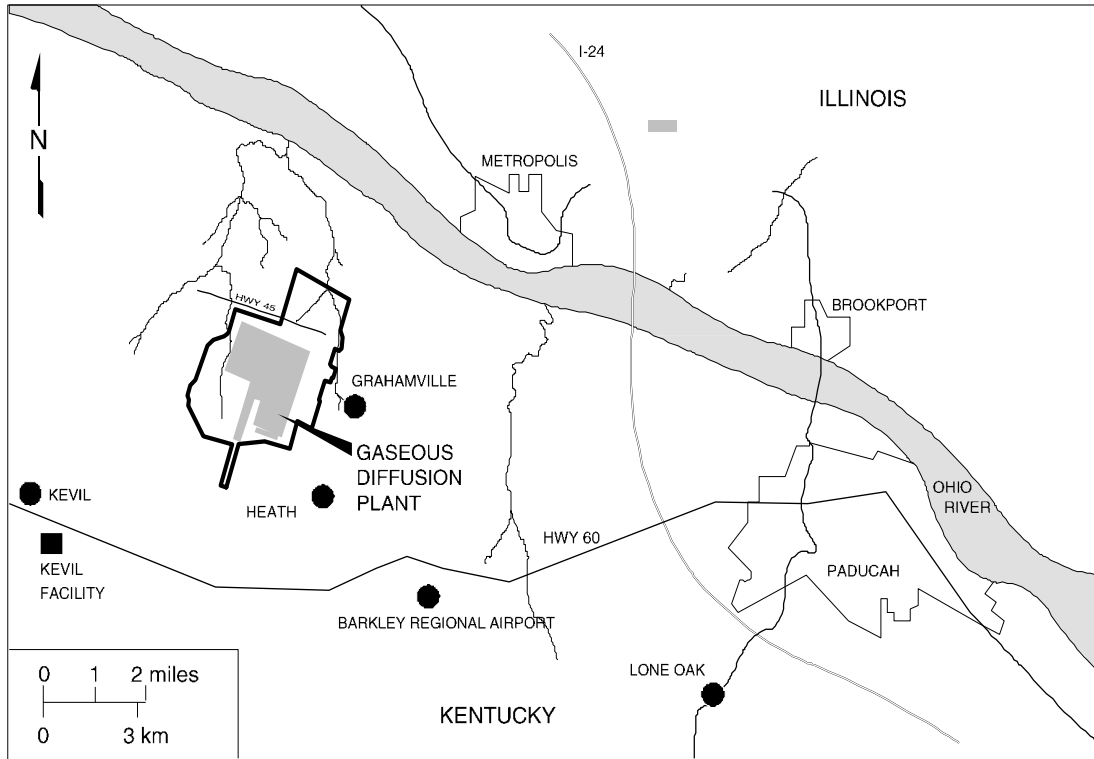 I-24
ILLINOIS
N
METROPOLIS
HWY 45
BROOKPORT
GRAHAMVILLE
GASEOUS
DIFFUSION
PLANT
KEVIL
HEATH
OHIO
RIVER
HWY 60
KEVIL
FACILITY
PADUCAH
BARKLEY REGIONAL AIRPORT
LONE OAK
0 1 2 miles
KENTUCKY
0 3 km